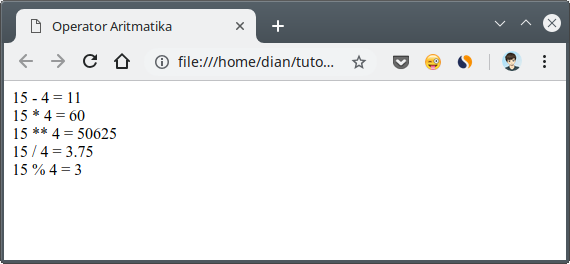 Operator Aritmatika
file:///home/dian/tuto...
15 - 4 = 11
15 * 4 = 60
15 ** 4 = 50625
15 / 4 = 3.75
15 % 4 = 3